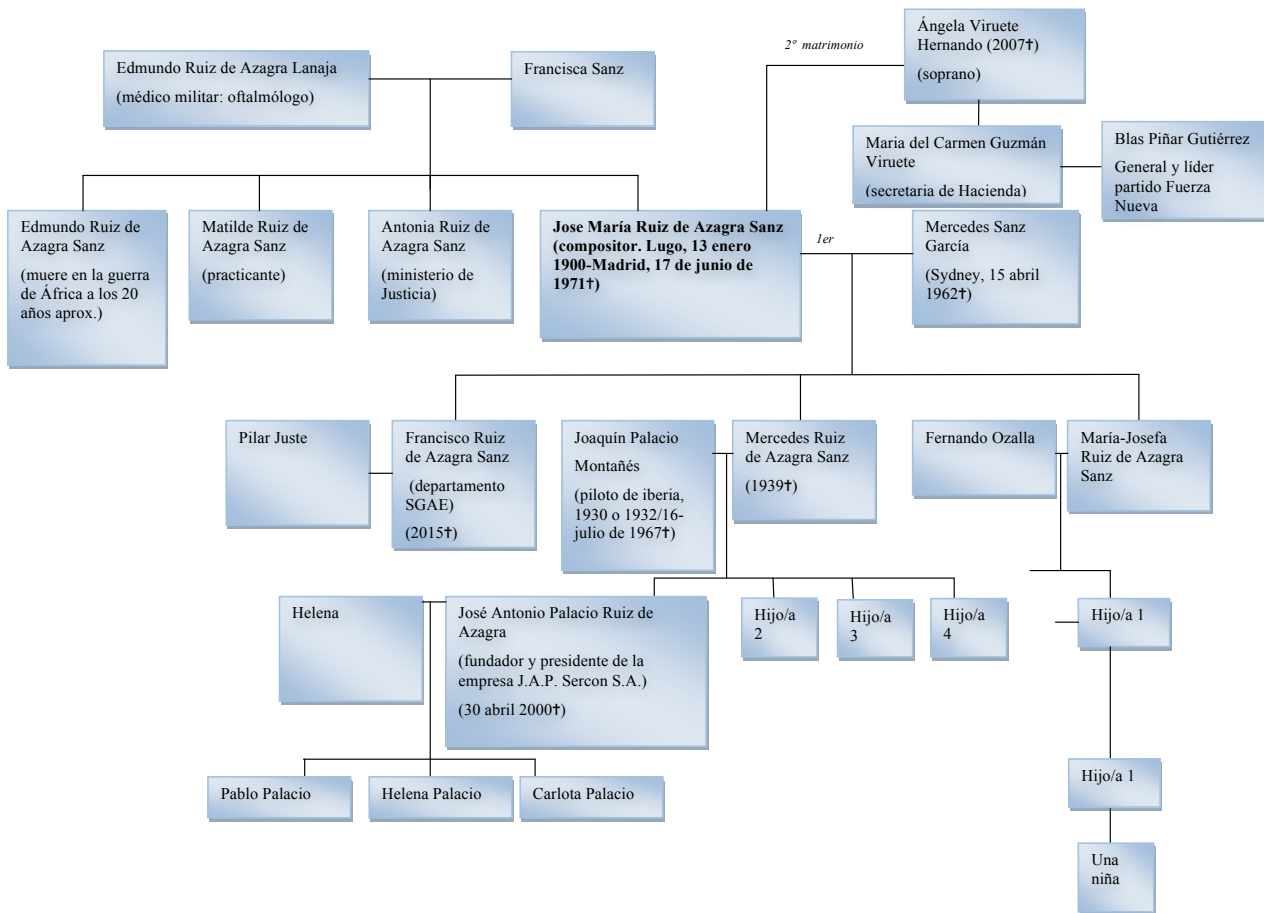 Edmundo Ruiz de Azagra Lanaja
(médico militar: oftalmólogo)
Francisca Sanz
2º matrimonio
Ángela Viruete
Hernando (2007†)
(soprano)
Maria del Carmen Guzmán
Viruete
(secretaria de Hacienda)
Blas Piñar Gutiérrez
General y líder
partido Fuerza
Nueva
Edmundo Ruiz de
Azagra Sanz
(muere en la guerra
de África a los 20
años aprox.)
Matilde Ruiz de
Azagra Sanz
(practicante)
Antonia Ruiz de
Azagra Sanz
(ministerio de
Justicia)
Jose María Ruiz de Azagra Sanz
(compositor. Lugo, 13 enero
1900-Madrid, 17 de junio de
1971†)
1er
Mercedes Sanz
García
(Sydney, 15 abril
1962†)
Pilar Juste
Francisco Ruiz
de Azagra Sanz
(departamento
SGAE)
(2015†)
Joaquín Palacio
Montañés
(piloto de iberia,
1930 o 1932/16-
julio de 1967†)
Mercedes Ruiz
de Azagra Sanz
(1939†)
Fernando Ozalla
María-Josefa
Ruiz de Azagra
Sanz
Helena
José Antonio Palacio Ruiz de
Azagra
(fundador y presidente de la
empresa J.A.P. Sercon S.A.)
(30 abril 2000†)
Hijo/a
2
Hijo/a
3
Hijo/a
4
Hijo/a 1
Pablo Palacio
Helena Palacio
Carlota Palacio
Hijo/a 1
Una
niña